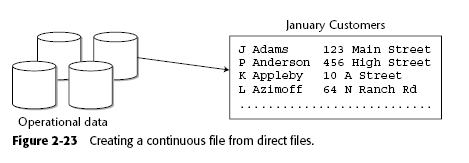 January Customers
J Adams 123 Main Street
P Anderson 456 High Street
K Appleby 10 A Street
L Azimoff 64 N Ranch Rd
............................
Operational data
Figure 2-23 Creating a continuous file from direct files.